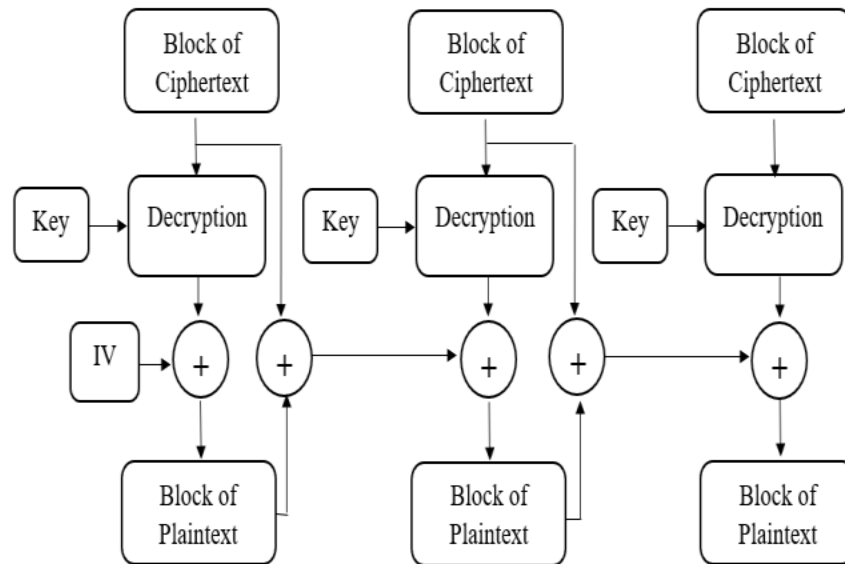 Block of
Ciphertext
Block of
Ciphertext
Block of
Ciphertext
Key
Decryption
Key
Decryption
Key
Decryption
IV
+
+
+
+
+
Block of
Plaintext
Block of
Plaintext
Block of
Plaintext